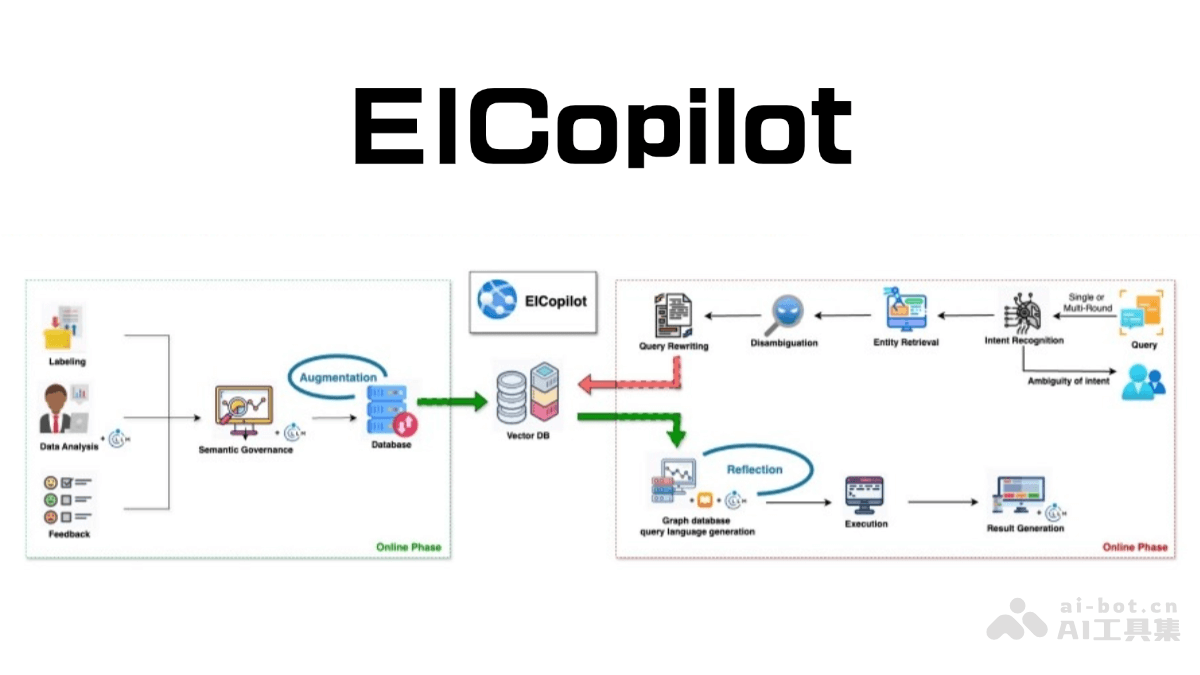 EICopilot
EICopilot
Labeling
Data Analysis
+
Feedback
Semantic Governance
+
Augmentation
Database
Online Phase
Vector DB
Query Rewriting
Disambiguation
Entity Retrieval
Intent Recognition
Single or
Multi-Round
Query
Ambiguity of intent
Reflection
+ +
Graph database
query language generation
Execution
+
Result Generation
Online Phase
ai-bot.cn
AI工具集